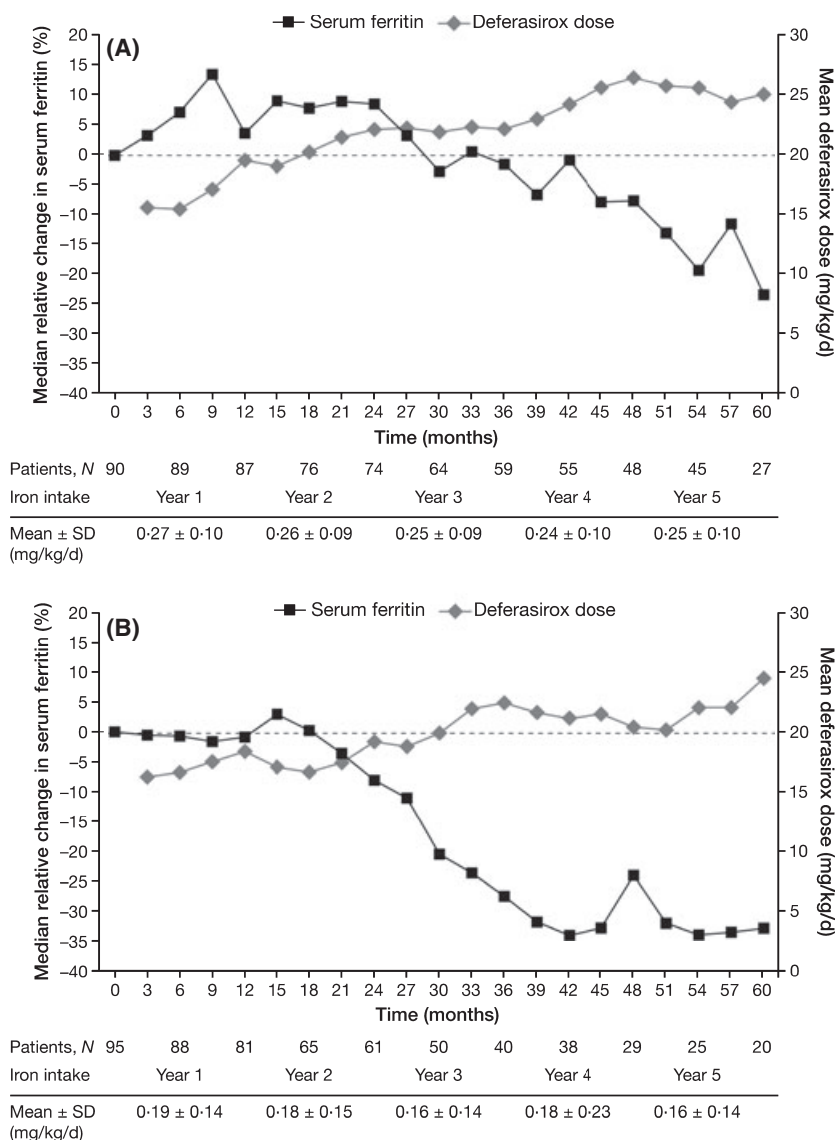 Serum ferritin Deferasirox dose
(A)
Median relative change in serum ferritin (%)
20
15
10
5
0
–5
–10
–15
–20
–25
–30
–35
–40
30
25
20
15
10
5
0
Mean deferasirox dose (mg/kg/d)
0 3 6 9 12 15 18 21 24 27 30 33 36 39 42 45 48 51 54 57 60
Time (months)
Patients, N 90 89 87 76 74 64 59 55 48 45 27
Iron intake Year 1 Year 2 Year 3 Year 4 Year 5
Mean ± SD 0·27 ± 0·10 0·26 ± 0·09 0·25 ± 0·09 0·24 ± 0·10 0·25 ± 0·10
(mg/kg/d)
Serum ferritin Deferasirox dose
(B)
Median relative change in serum ferritin (%)
20
15
10
5
0
–5
–10
–15
–20
–25
–30
–35
–40
30
25
20
15
10
5
0
Mean deferasirox dose (mg/kg/d)
0 3 6 9 12 15 18 21 24 27 30 33 36 39 42 45 48 51 54 57 60
Time (months)
Patients, N 95 88 81 65 61 50 40 38 29 25 20
Iron intake Year 1 Year 2 Year 3 Year 4 Year 5
Mean ± SD 0·19 ± 0·14 0·18 ± 0·15 0·16 ± 0·14 0·18 ± 0·23 0·16 ± 0·14
(mg/kg/d)